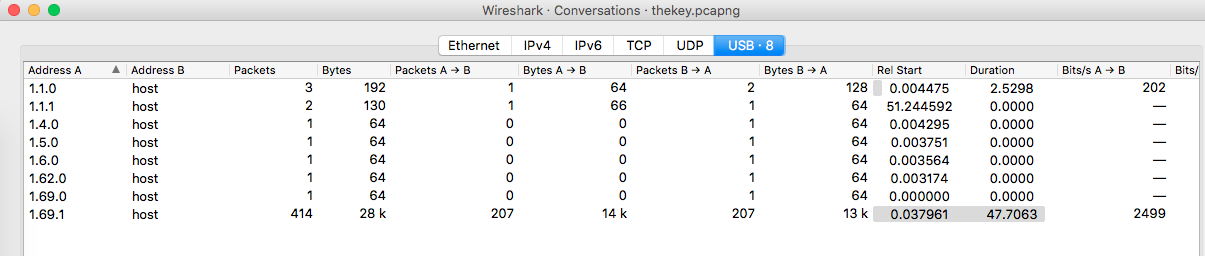 Wireshark · Conversations · thekey.pcapng
Ethernet IPv4 IPv6 TCP UDP USB · 8
Address A Address B Packets Bytes Packets A → B Bytes A → B Packets B → A Bytes B → A Rel Start Duration Bits/s A → B Bits/
1.1.0 host 3 192 1 64 2 128 0.004475 2.5298 202
1.1.1 host 2 130 1 66 1 64 51.244592 0.0000 —
1.4.0 host 1 64 0 0 1 64 0.004295 0.0000 —
1.5.0 host 1 64 0 0 1 64 0.003751 0.0000 —
1.6.0 host 1 64 0 0 1 64 0.003564 0.0000 —
1.62.0 host 1 64 0 0 1 64 0.003174 0.0000 —
1.69.0 host 1 64 0 0 1 64 0.000000 0.0000 —
1.69.1 host 414 28 k 207 14 k 207 13 k 0.037961 47.7063 2499